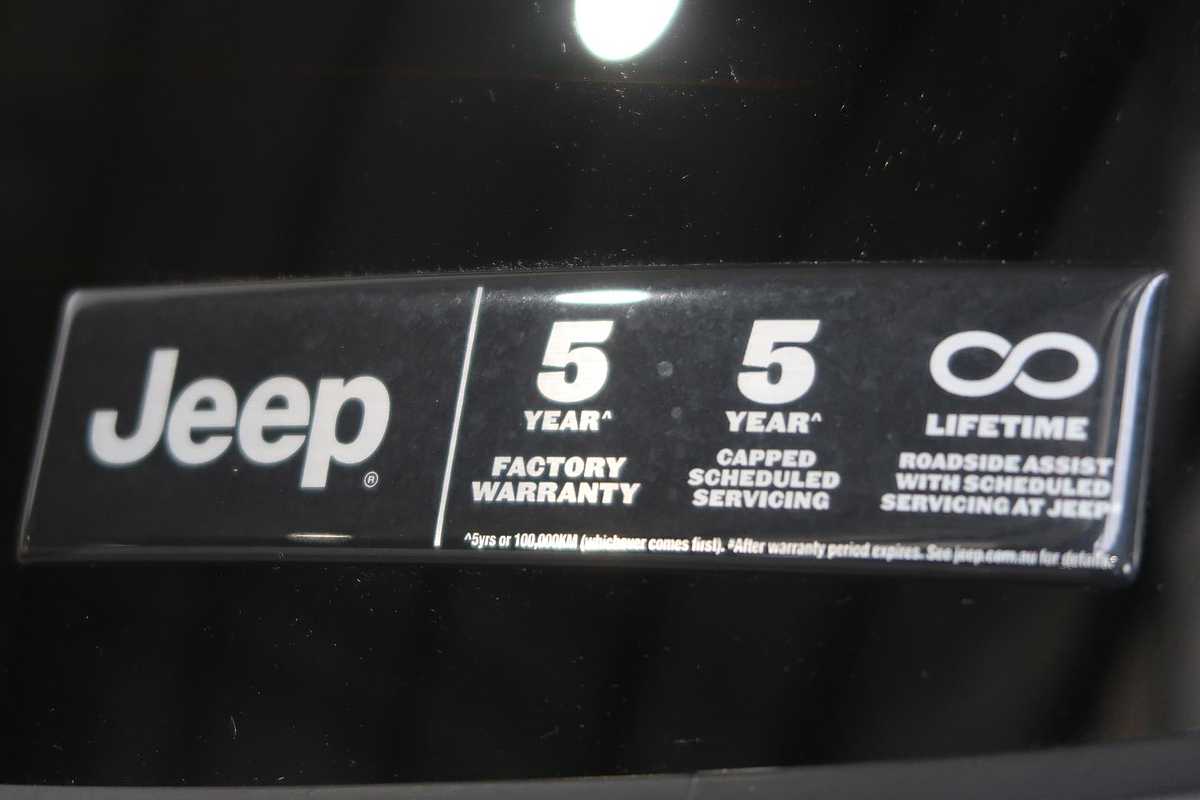 Jeep
®
5
YEAR^
FACTORY
WARRANTY
5
YEAR^
CAPPED
SCHEDULED
SERVICING
∞
LIFETIME
ROADSIDE ASSIST
WITH SCHEDULED
SERVICING AT JEEP#
^5yrs or 100,000KM (whichever comes first). #After warranty period expires. See jeep.com.au for details.